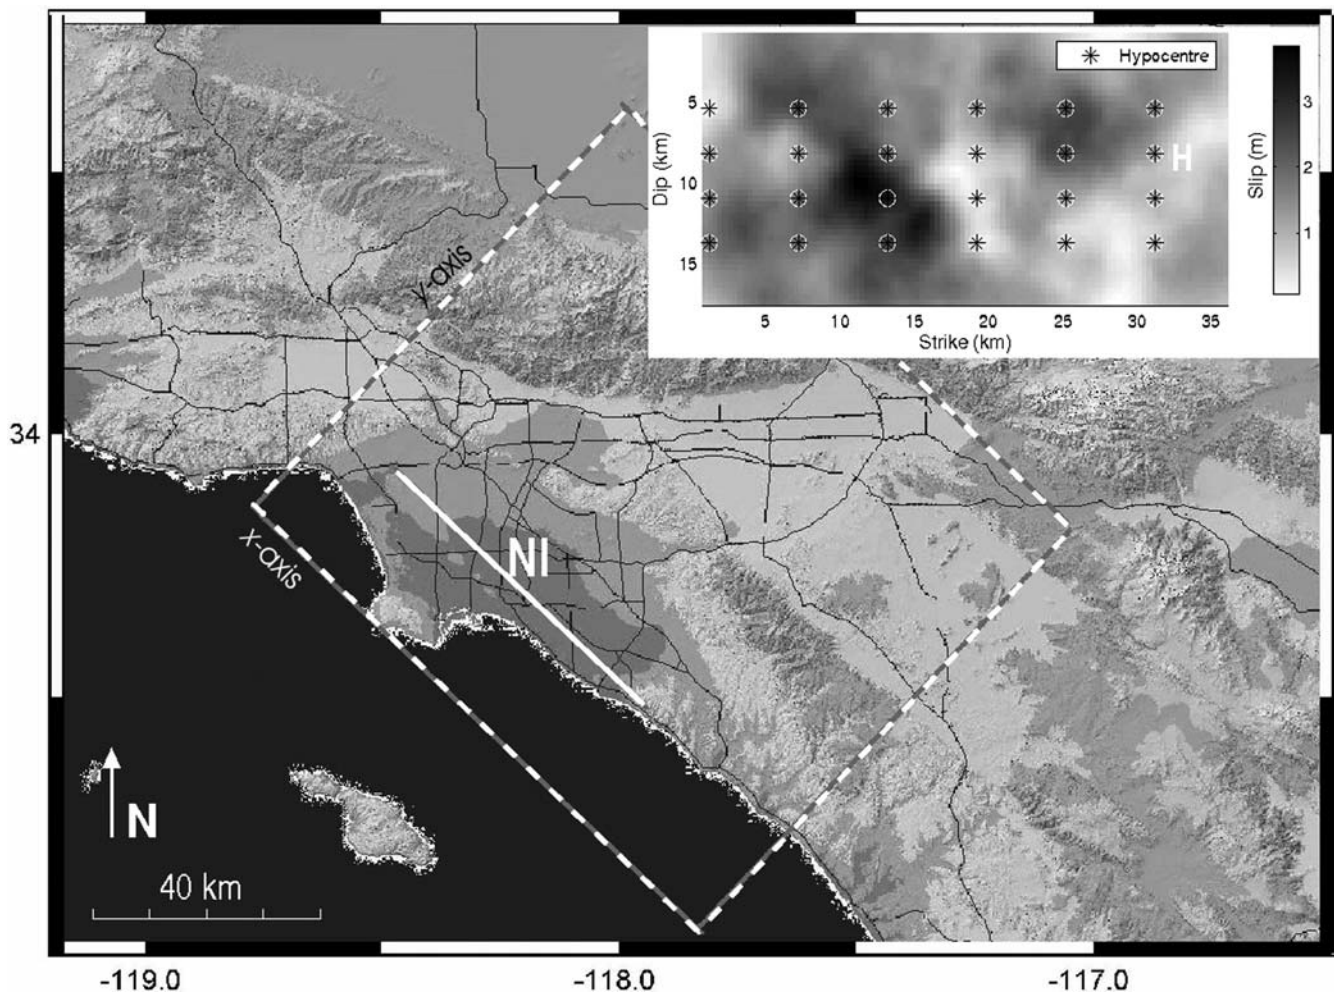 ✳ Hypocentre
5
10
15
Dip (km)
H
5 10 15 20 25 30 35
Strike (km)
3
2
1
Slip (m)
y-axis
34
x-axis
NI
N
40 km
-119.0 -118.0 -117.0